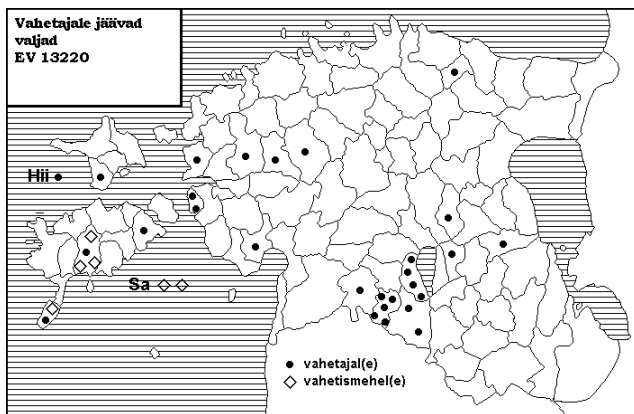 Vahetajale jäävad
valjad
EV 13220
Hii
Sa
vahetajal(e)
vahetismehel(e)